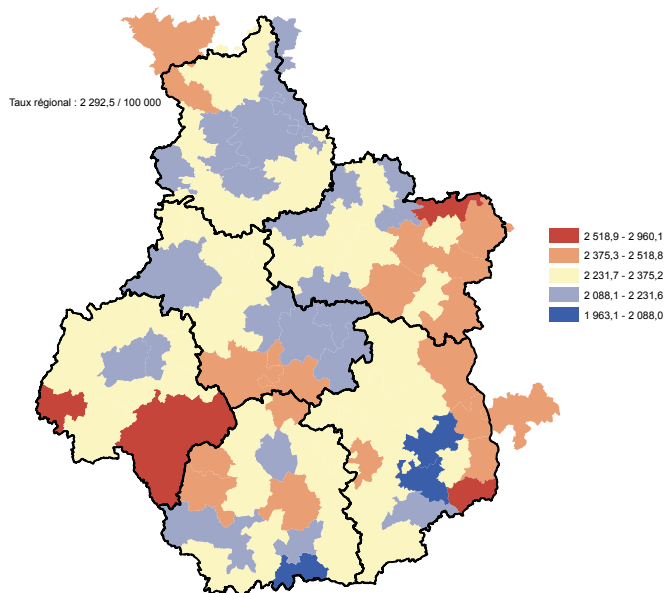 Taux régional : 2 292,5 / 100 000
2 518,9 - 2 960,1
2 375,3 - 2 518,8
2 231,7 - 2 375,2
2 088,1 - 2 231,6
1 963,1 - 2 088,0